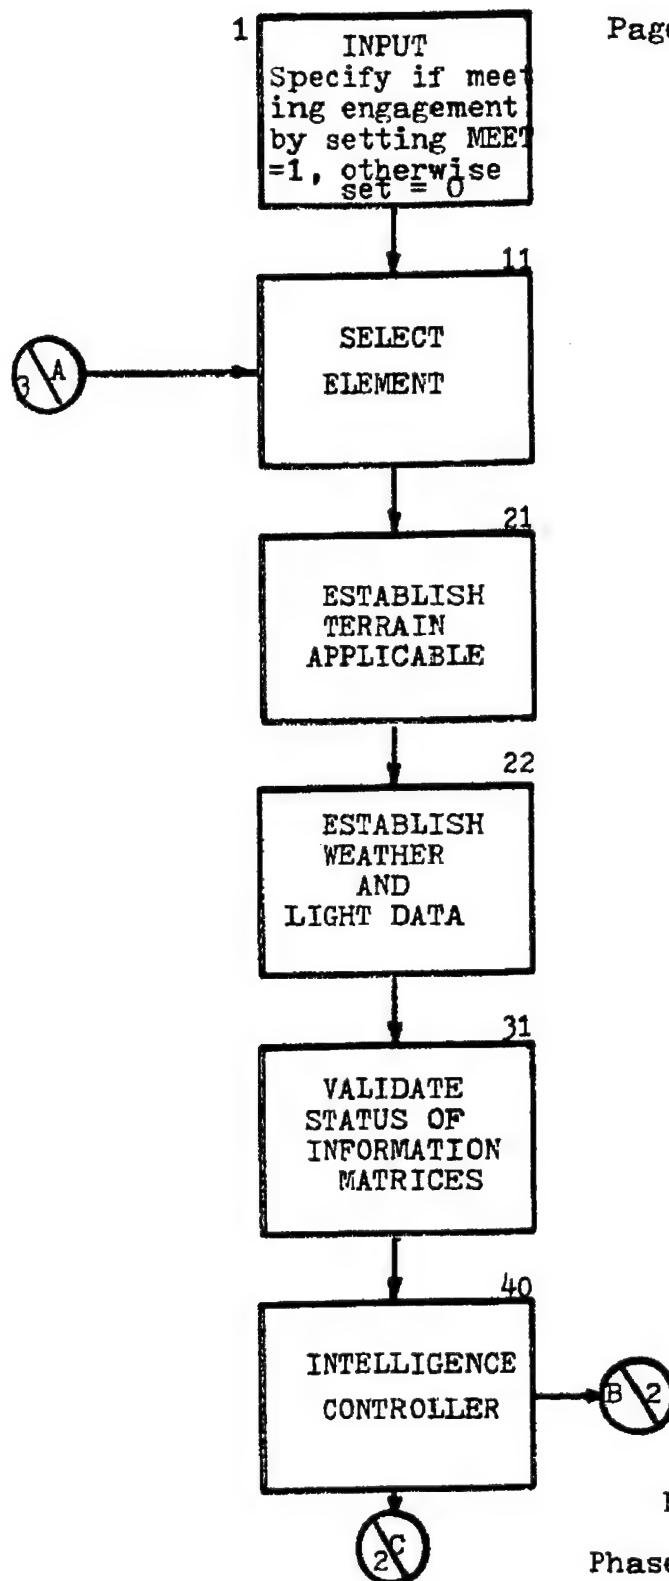 1
Page
INPUT
Specify if meet
ing engagement
by setting MEET
=1, otherwise
set = 0
11
SELECT
ELEMENT
3 A
21
ESTABLISH
TERRAIN
APPLICABLE
22
ESTABLISH
WEATHER
AND
LIGHT DATA
31
VALIDATE
STATUS OF
INFORMATION
MATRICES
40
INTELLIGENCE
CONTROLLER
B 2
2 C
Phase